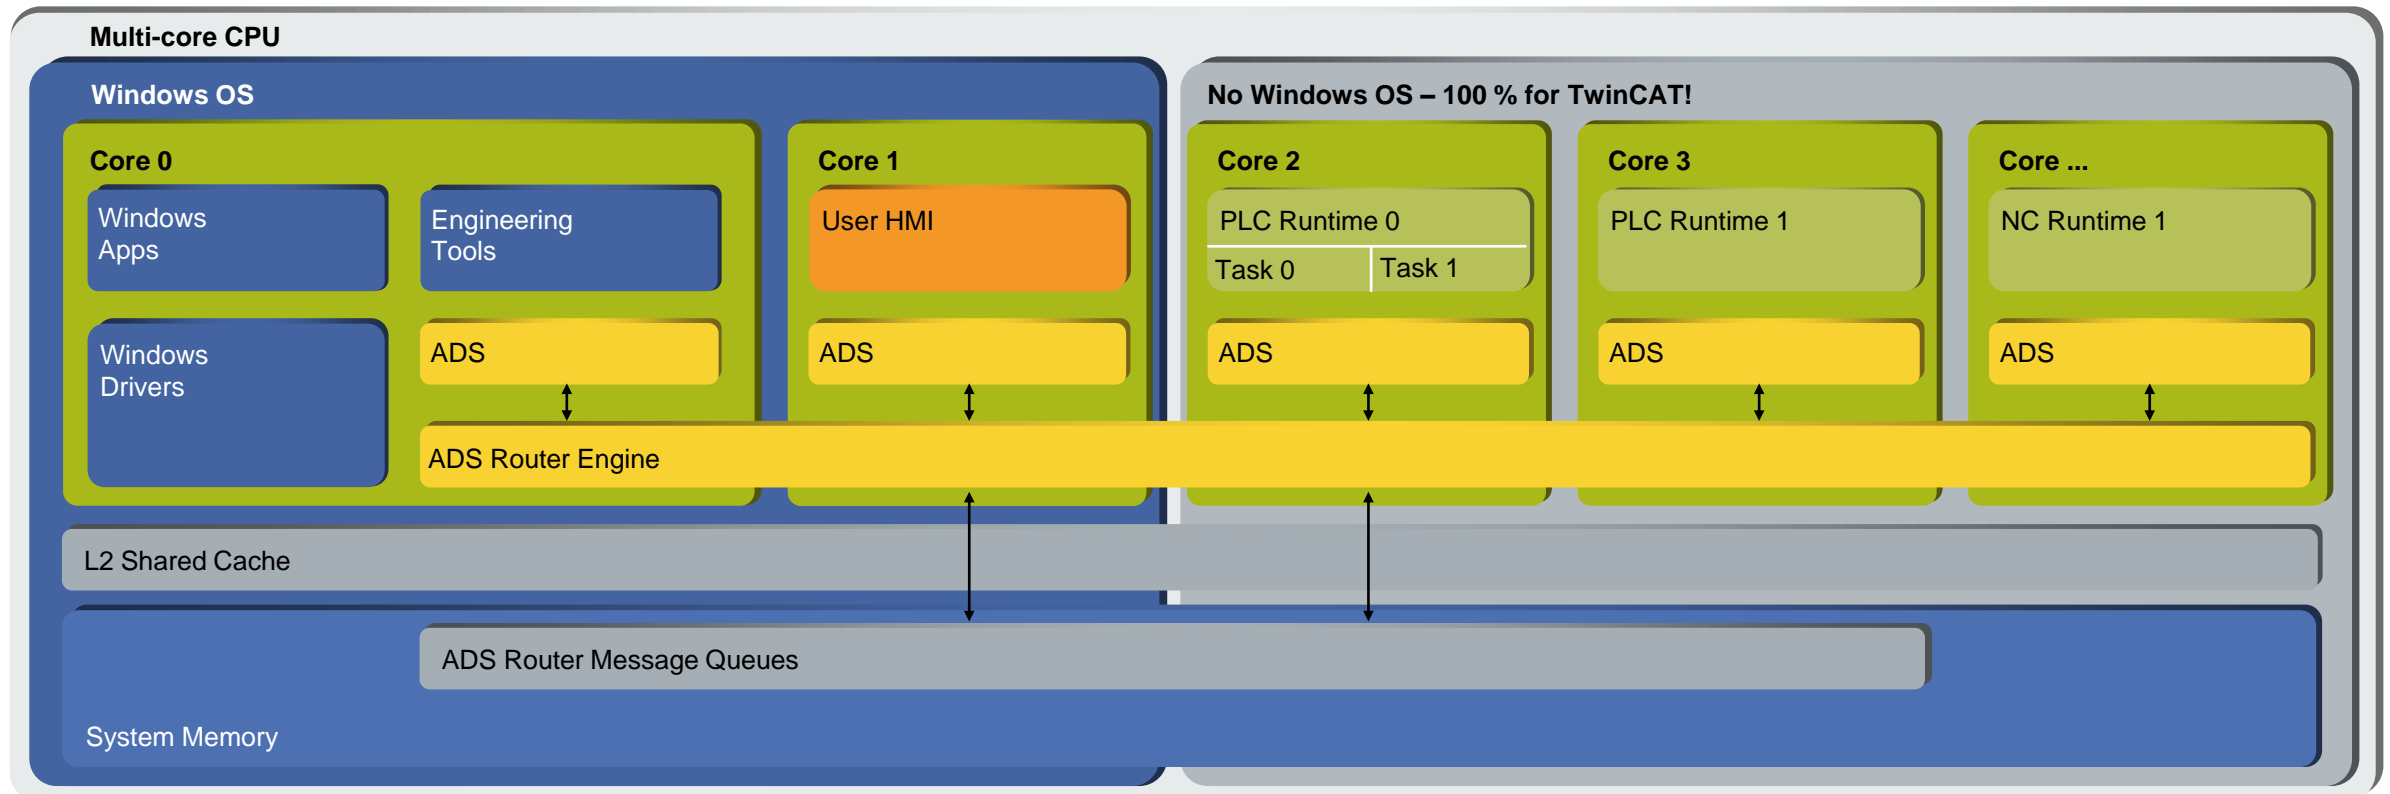 Multi-core CPU
Windows OS
No Windows OS – 100 % for TwinCAT!
Core 0
Core 1
Core 2
Core 3
Core ...
Windows
Apps
Engineering
Tools
User HMI
PLC Runtime 0
Task 0
Task 1
PLC Runtime 1
NC Runtime 1
Windows
Drivers
ADS
ADS
ADS
ADS
ADS
ADS Router Engine
L2 Shared Cache
ADS Router Message Queues
System Memory